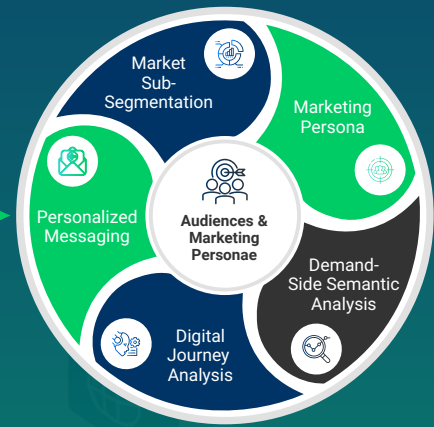 Market
Sub-
Segmentation
Marketing
Persona
Personalized
Messaging
Audiences &
Marketing
Personae
Demand-
Side Semantic
Analysis
Digital
Journey
Analysis